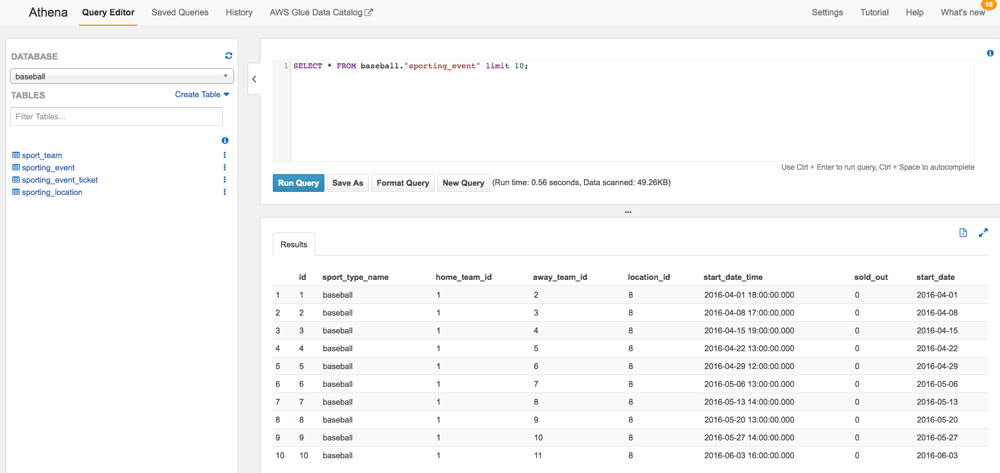 Athena Query Editor Saved Queries History AWS Glue Data Catalog Settings Tutorial Help What's new 10
DATABASE
baseball
TABLES Create Table
Filter Tables...
sport_team
sporting_event
sporting_event_ticket
sporting_location
1 SELECT * FROM baseball."sporting_event" limit 10;
Use Ctrl + Enter to run query, Ctrl + Space to autocomplete
Run Query Save As Format Query New Query (Run time: 0.56 seconds, Data scanned: 49.26KB)
Results
id sport_type_name home_team_id away_team_id location_id start_date_time sold_out start_date
1 1 baseball 1 2 8 2016-04-01 18:00:00.000 0 2016-04-01
2 2 baseball 1 3 8 2016-04-08 17:00:00.000 0 2016-04-08
3 3 baseball 1 4 8 2016-04-15 19:00:00.000 0 2016-04-15
4 4 baseball 1 5 8 2016-04-22 13:00:00.000 0 2016-04-22
5 5 baseball 1 6 8 2016-04-29 12:00:00.000 0 2016-04-29
6 6 baseball 1 7 8 2016-05-06 13:00:00.000 0 2016-05-06
7 7 baseball 1 8 8 2016-05-13 14:00:00.000 0 2016-05-13
8 8 baseball 1 9 8 2016-05-20 13:00:00.000 0 2016-05-20
9 9 baseball 1 10 8 2016-05-27 14:00:00.000 0 2016-05-27
10 10 baseball 1 11 8 2016-06-03 16:00:00.000 0 2016-06-03